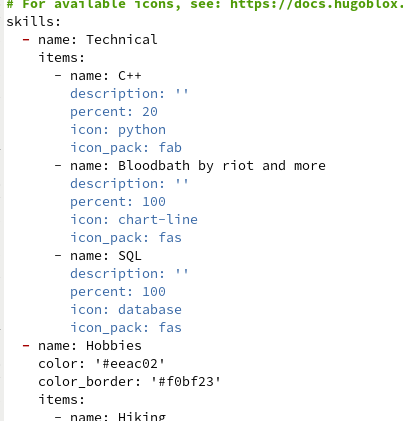 # For available icons, see: https://docs.hugoblox.
skills:
  - name: Technical
    items:
      - name: C++
        description: ''
        percent: 20
        icon: python
        icon_pack: fab
      - name: Bloodbath by riot and more
        description: ''
        percent: 100
        icon: chart-line
        icon_pack: fas
      - name: SQL
        description: ''
        percent: 100
        icon: database
        icon_pack: fas
  - name: Hobbies
    color: '#eeac02'
    color_border: '#f0bf23'
    items:
      - name: Hiking